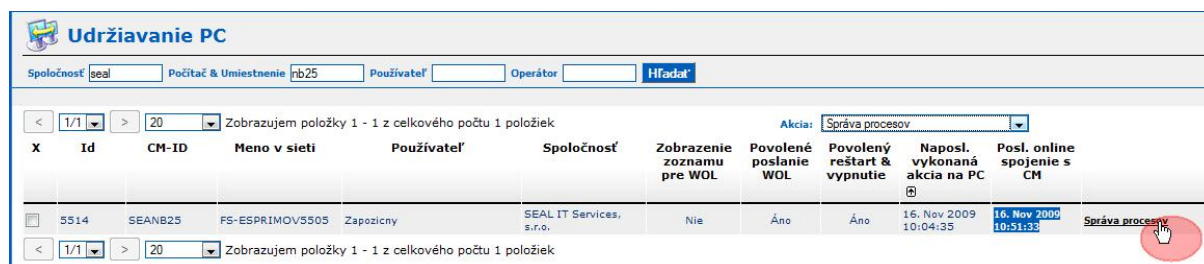 Udržiavanie PC
Spoločnosť seal Počítač & Umiestnenie nb25 Používateľ Operátor Hľadať
< 1/1 > 20 Zobrazujem položky 1 - 1 z celkového počtu 1 položiek Akcia: Správa procesov
X Id CM-ID Meno v sieti Používateľ Spoločnosť Zobrazenie zoznamu pre WOL Povolené poslanie WOL Povolený reštart & vypnutie Naposl. vykonaná akcia na PC Posl. online spojenie s CM
5514 SEANB25 FS-ESPRIMOV5505 Zapozicny SEAL IT Services, s.r.o. Nie Áno Áno 16. Nov 2009 10:04:35 16. Nov 2009 10:51:33 Správa procesov
< 1/1 > 20 Zobrazujem položky 1 - 1 z celkového počtu 1 položiek